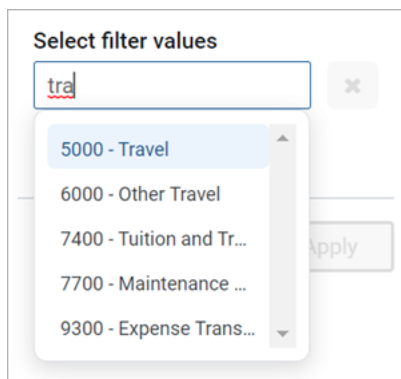 Select filter values
tra
5000 - Travel
6000 - Other Travel
7400 - Tuition and Tr...
7700 - Maintenance ...
Apply
9300 - Expense Trans...